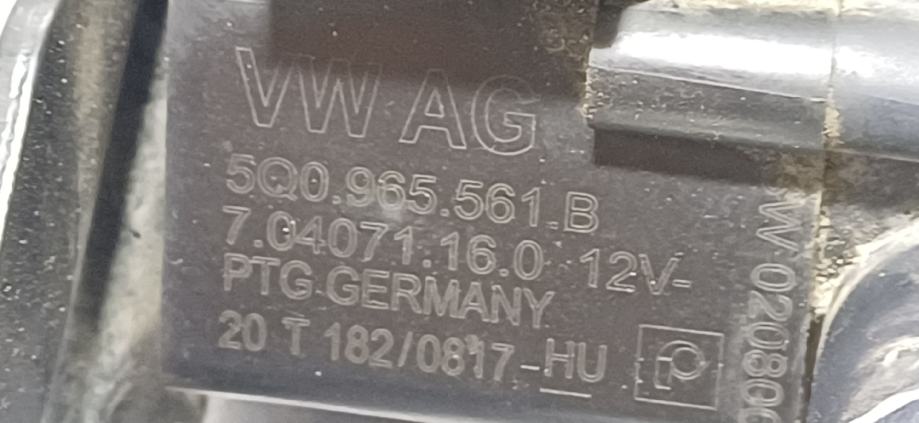 VW AG
5Q0.965.561.B
7.04071.16.0 12V-
PTG GERMANY
20 T 182/0817-HU